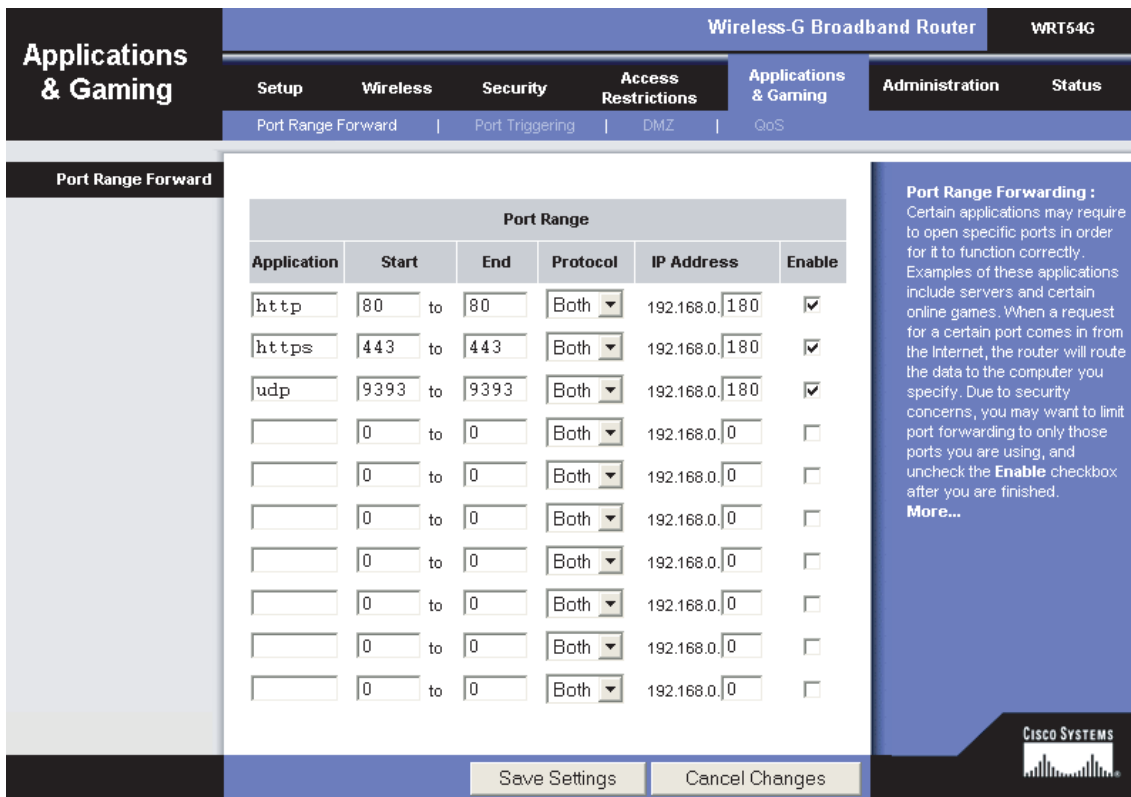 Wireless-G Broadband Router WRT54G
Applications
& Gaming
Setup Wireless Security Access Restrictions Applications & Gaming Administration Status
Port Range Forward | Port Triggering | DMZ | QoS
Port Range Forward
Port Range
Application Start End Protocol IP Address Enable
http 80 to 80 Both 192.168.0.180
https 443 to 443 Both 192.168.0.180
udp 9393 to 9393 Both 192.168.0.180
0 to 0 Both 192.168.0.0
0 to 0 Both 192.168.0.0
0 to 0 Both 192.168.0.0
0 to 0 Both 192.168.0.0
0 to 0 Both 192.168.0.0
0 to 0 Both 192.168.0.0
0 to 0 Both 192.168.0.0
Port Range Forwarding :
Certain applications may require
to open specific ports in order
for it to function correctly.
Examples of these applications
include servers and certain
online games. When a request
for a certain port comes in from
the Internet, the router will route
the data to the computer you
specify. Due to security
concerns, you may want to limit
port forwarding to only those
ports you are using, and
uncheck the Enable checkbox
after you are finished.
More...
Save Settings Cancel Changes
CISCO SYSTEMS